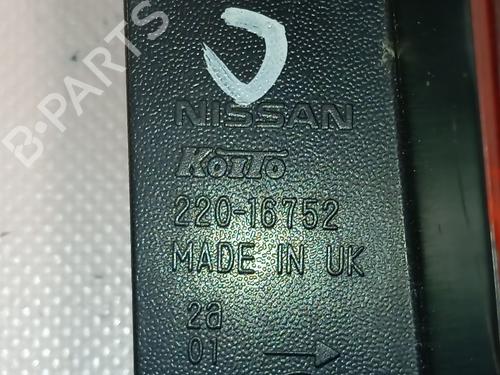 B-PARTS
NISSAN
KOITO
220-16752
MADE IN UK
2a
01